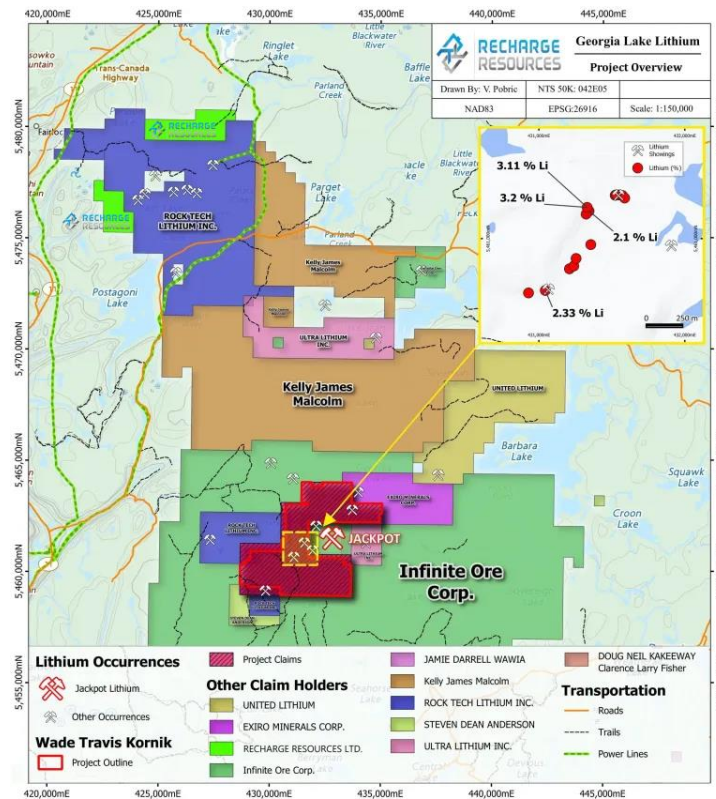 420,000mE 425,000mE 430,000mE 435,000mE 440,000mE 445,000mE
RECHARGE
RESOURCES
Georgia Lake Lithium
Project Overview
Drawn By: V. Pobric
NTS 50K: 042E05
NAD83
EPSG:26916
Scale: 1:150,000
Trans-Canada
Highway
Ringlet
Lake
Little
Blackwater
River
Baffle
Lake
Parland
Creek
RECHARGE
RECHARGE
RESOURCES
ROCK TECH
LITHIUM INC.
Parget
Lake
Parland
Creek
Postagoni
Lake
Kelly James
Malcolm
ULTRA LITHIUM
INC.
Kelly James
Malcolm
UNITED LITHIUM
Barbara
Lake
Squawk
Lake
Croon
Lake
ROCK TECH
LITHIUM INC.
JACKPOT
Infinite Ore
Corp.
Lithium
Showings
Lithium (%)
3.11 % Li
3.2 % Li
2.1 % Li
2.33 % Li
0 250 m
5,480,000mN
5,475,000mN
5,470,000mN
5,465,000mN
5,460,000mN
5,455,000mN
Lithium Occurrences
Jackpot Lithium
Other Occurrences
Wade Travis Kornik
Project Outline
Project Claims
Other Claim Holders
UNITED LITHIUM
EXIRO MINERALS CORP.
RECHARGE RESOURCES LTD.
Infinite Ore Corp.
JAMIE DARRELL WAWIA
Kelly James Malcolm
ROCK TECH LITHIUM INC.
STEVEN DEAN ANDERSON
ULTRA LITHIUM INC.
DOUG NEIL KAKEEWAY
Clarence Larry Fisher
Transportation
Roads
Trails
Power Lines
420,000mE 425,000mE 430,000mE 435,000mE 440,000mE 445,000mE